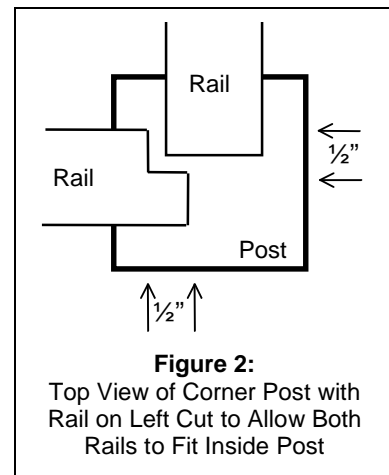 Rail
½”
Rail
Post
½”
Figure 2:
Top View of Corner Post with
Rail on Left Cut to Allow Both
Rails to Fit Inside Post